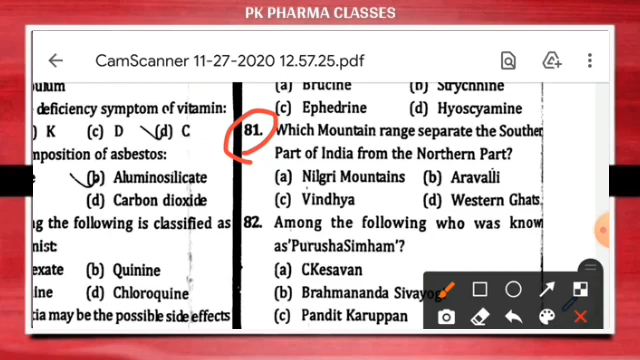 PK PHARMA CLASSES
CamScanner 11-27-2020 12.57.25.pdf
deficiency symptom of vitamin:
K (c) D (d) C
mposition of asbestos:
(b) Aluminosilicate
(d) Carbon dioxide
ng the following is classified as
nist:
exate (b) Quinine
ine (d) Chloroquine
cia may be the possible side effects
(a) Brucine (b) Strychnine
(c) Ephedrine (d) Hyoscyamine
81. Which Mountain range separate the Souther
Part of India from the Northern Part?
(a) Nilgri Mountains (b) Aravalli
(c) Vindhya (d) Western Ghats
82. Among the following who was know
as'PurushaSimham'?
(a) CKesavan
(b) Brahmananda Sivayog
(c) Pandit Karuppan